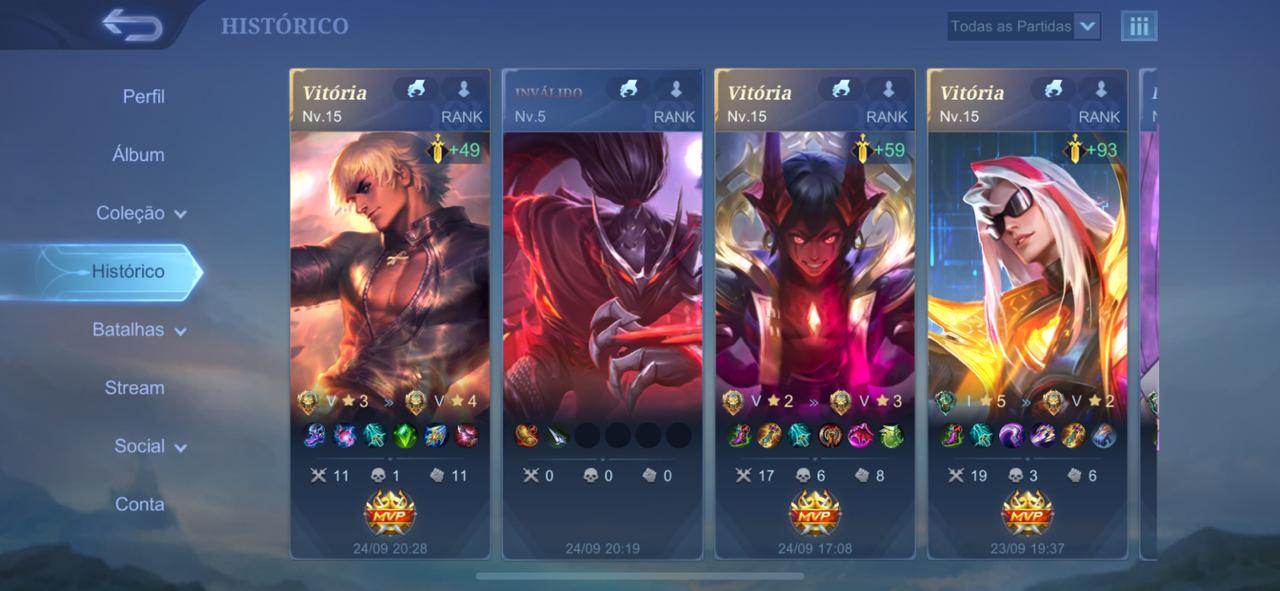 HISTÓRICO
Todas as Partidas
Perfil
Álbum
Coleção
Histórico
Batalhas
Stream
Social
Conta
Vitória
Nv.15 RANK
+49
V 3 » V 4
11 1 11
MVP
24/09 20:28
INVÁLIDO
Nv.5 RANK
0 0 0
24/09 20:19
Vitória
Nv.15 RANK
+59
V 2 » V 3
17 6 8
MVP
24/09 17:08
Vitória
Nv.15 RANK
+93
I 5 » V 2
19 3 6
MVP
23/09 19:37